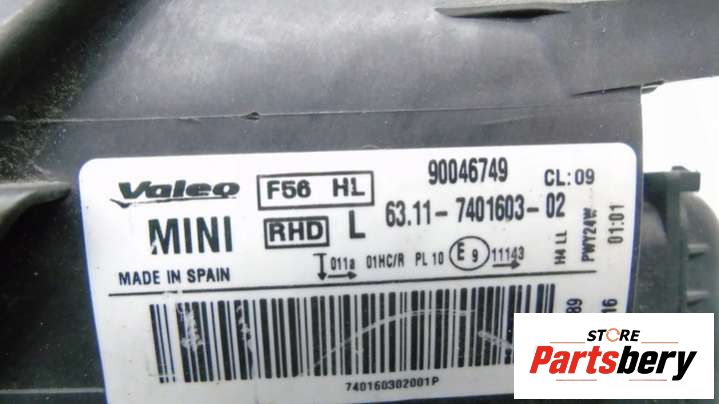 Valeo F56 HL 90046749 CL:09
MINI RHD L 63.11-7401603-02
MADE IN SPAIN 011a 01HC/R PL 10 E9 11143
H4 LL
PWY24W
01:01
89
16
740160302001P
STORE
Partsbery